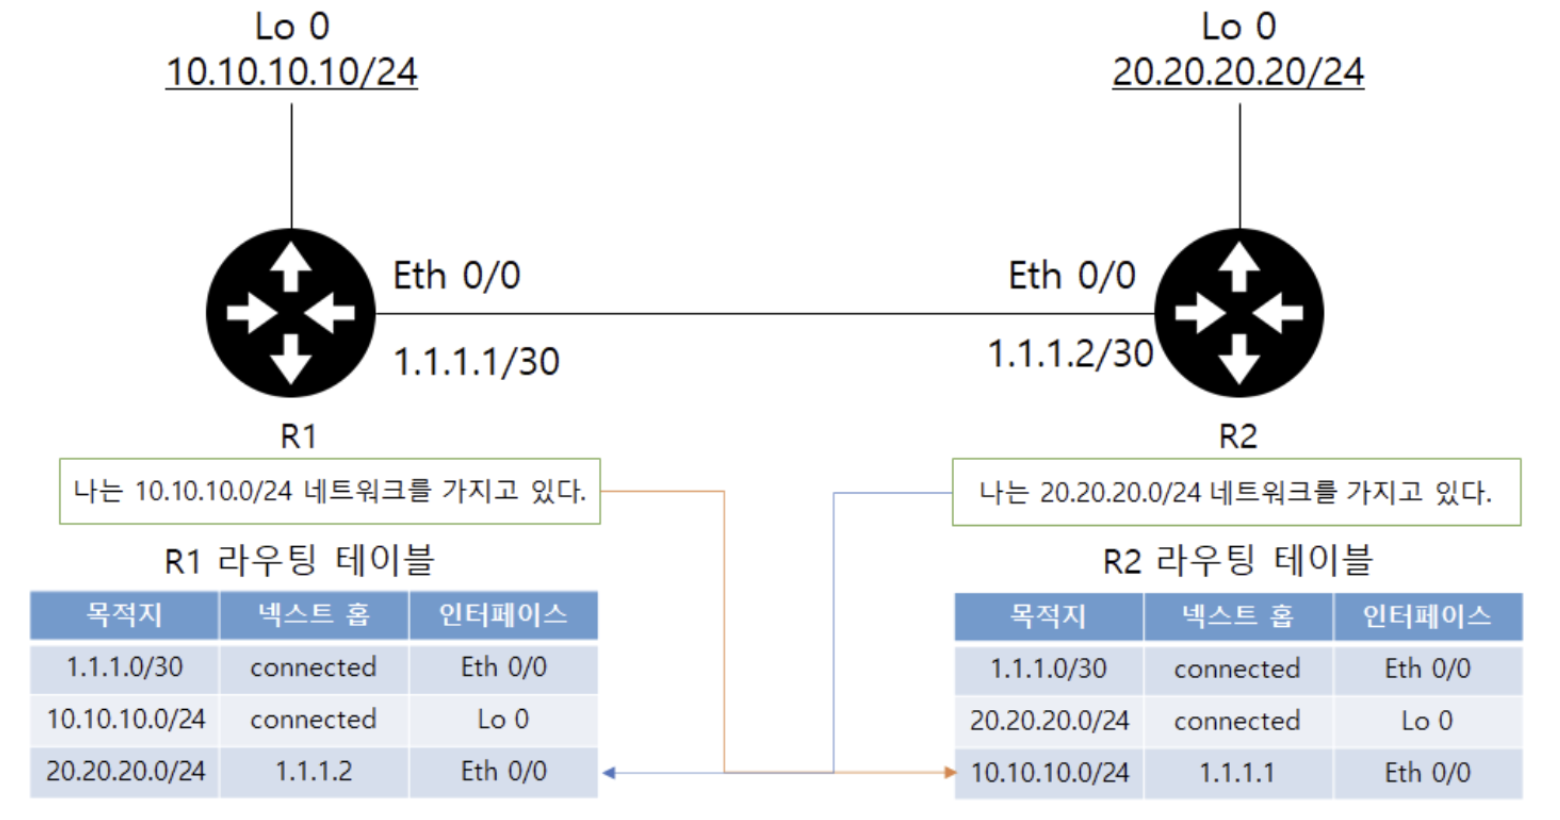 Lo 0
10.10.10.10/24
Lo 0
20.20.20.20/24
Eth 0/0
1.1.1.1/30
Eth 0/0
1.1.1.2/30
R1
R2
나는 10.10.10.0/24 네트워크를 가지고 있다.
나는 20.20.20.0/24 네트워크를 가지고 있다.
R1 라우팅 테이블
목적지 넥스트 홉 인터페이스
1.1.1.0/30 connected Eth 0/0
10.10.10.0/24 connected Lo 0
20.20.20.0/24 1.1.1.2 Eth 0/0
R2 라우팅 테이블
목적지 넥스트 홉 인터페이스
1.1.1.0/30 connected Eth 0/0
20.20.20.0/24 connected Lo 0
10.10.10.0/24 1.1.1.1 Eth 0/0